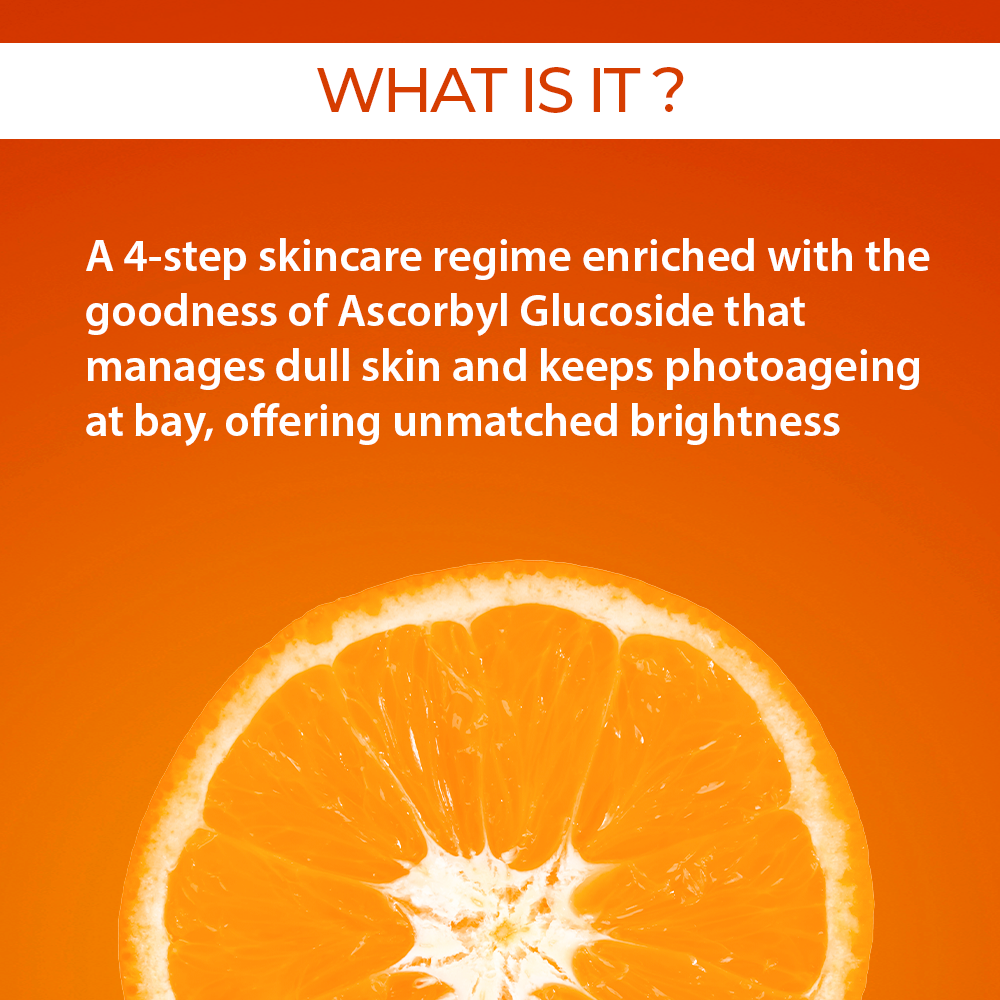 WHAT IS IT ?
A 4-step skincare regime enriched with the
goodness of Ascorbyl Glucoside that
manages dull skin and keeps photoageing
at bay, offering unmatched brightness